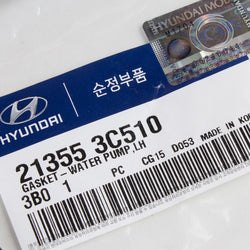 HYUNDAI MO
HYUNDAI
순정부품
21355 3C510
GASKET-WATER PUMP,LH
3B0 1 PC CG15 D053 MADE IN KOR